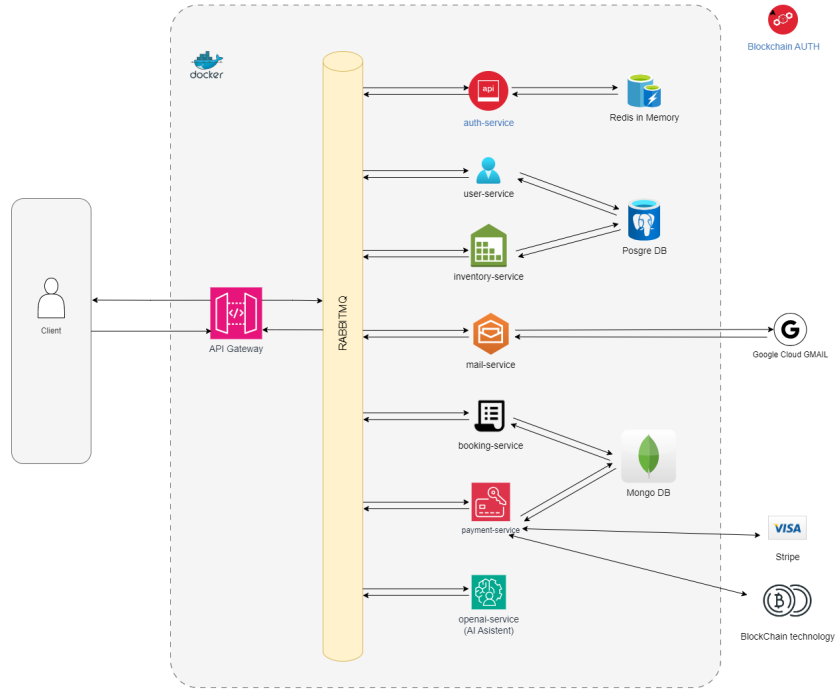 Blockchain AUTH
docker
api
auth-service
Redis in Memory
user-service
Posgre DB
inventory-service
Client
</>
API Gateway
RABBITMQ
mail-service
G
Google Cloud GMAIL
booking-service
Mongo DB
payment-service
VISA
Stripe
BlockChain technology
openai-service
(AI Asistent)